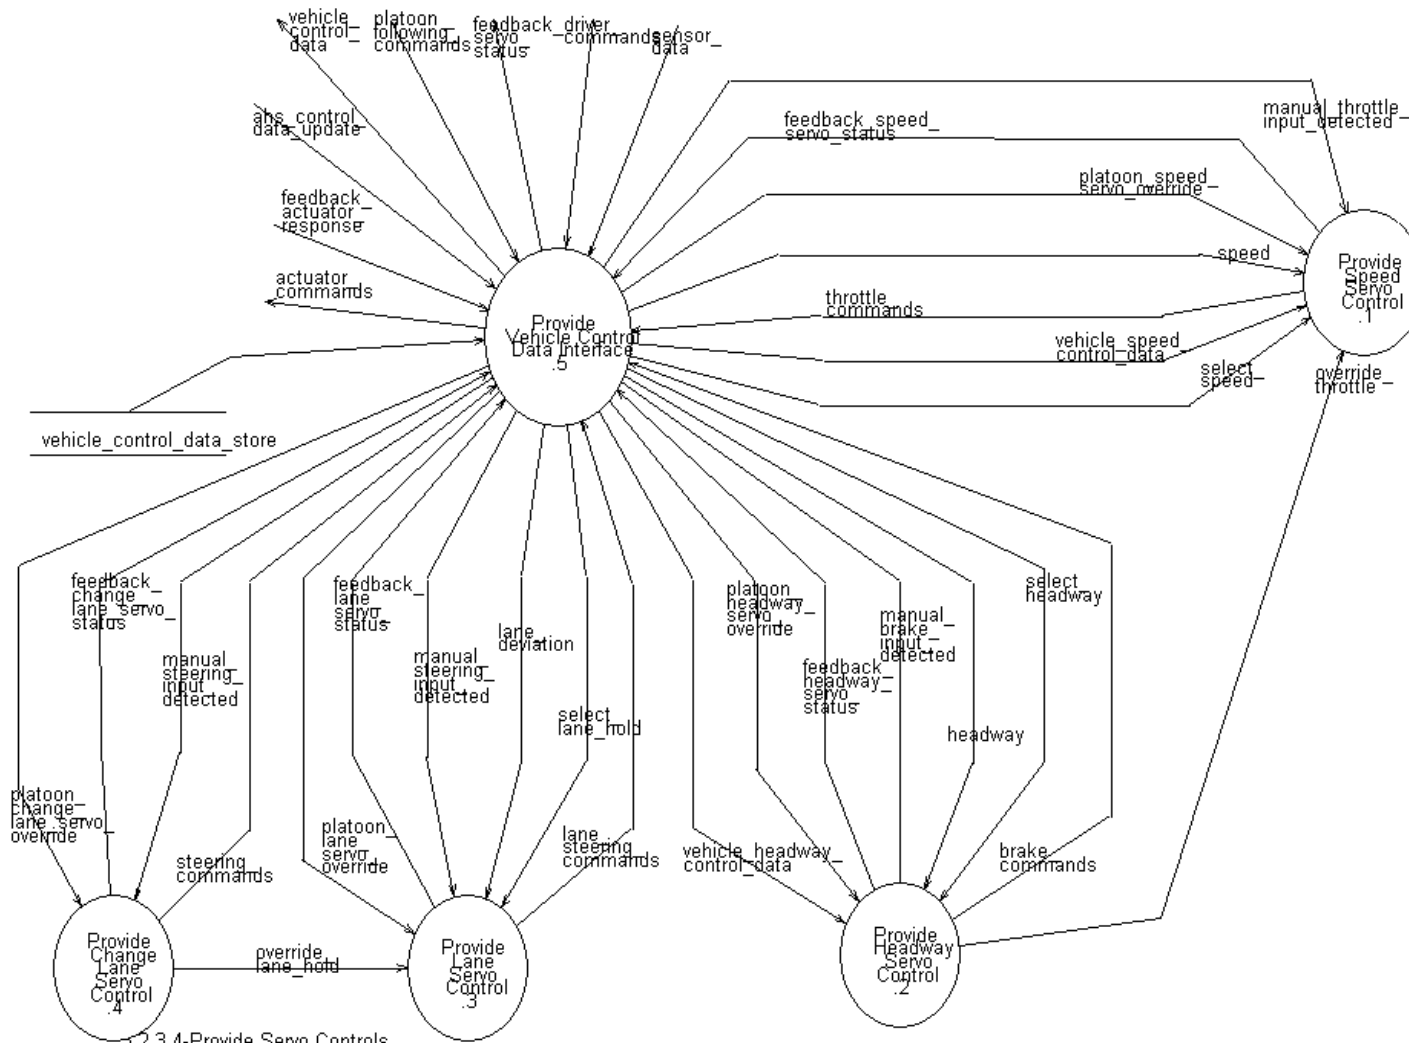 vehicle_
control_
data
platoon_
following_
commands
feedback_
servo_
status
driver_
commands
sensor_
data
ahs_control_
data_update
feedback_
actuator_
response
actuator_
commands
feedback_speed_
servo_status
manual_throttle_
input_detected
platoon_speed_
servo_override
speed
throttle_
commands
vehicle_speed_
control_data
select_
speed
override_
throttle
Provide
Speed
Servo
Control
.1
Provide
Vehicle Control
Data Interface
.5
vehicle_control_data_store
feedback_
change_
lane_servo_
status
manual_
steering_
input_
detected
feedback_
lane_
servo_
status
manual_
steering_
input_
detected
lane_
deviation
select_
lane_hold
platoon_
headway_
servo_
override
feedback_
headway_
servo_
status
manual_
brake_
input_
detected
headway
select_
headway
platoon_
change_
lane_servo_
override
steering_
commands
platoon_
lane_
servo_
override
lane_
steering_
commands
vehicle_headway_
control_data
brake_
commands
Provide
Change
Lane
Servo
Control
.4
override_
lane_hold
Provide
Lane
Servo
Control
.3
Provide
Headway
Servo
Control
.2
2.3.4-Provide Servo Controls